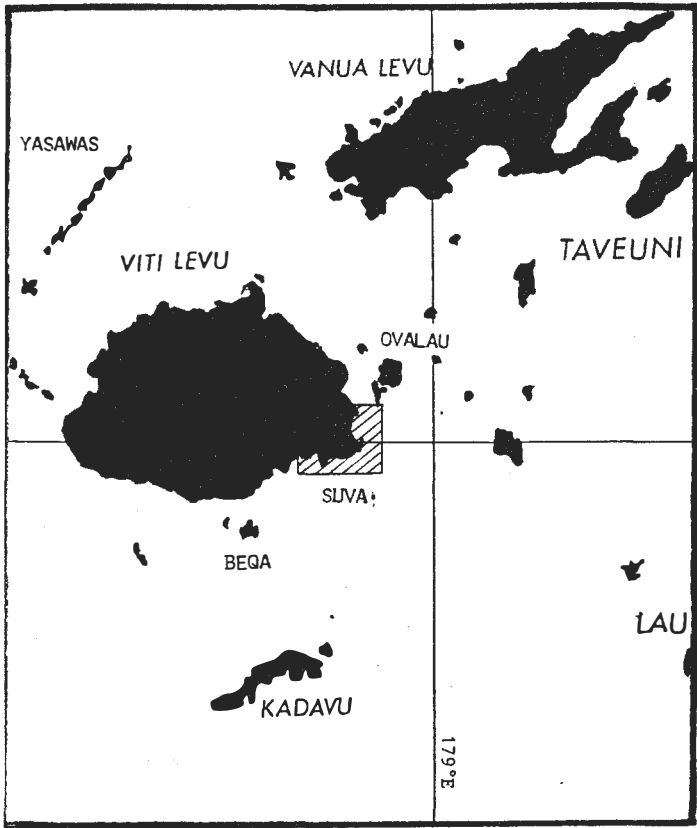 VANUA LEVU
YASAWAS
TAVEUNI
VITI LEVU
OVALAU
SUVA
BEQA
LAU
KADAVU
179°E